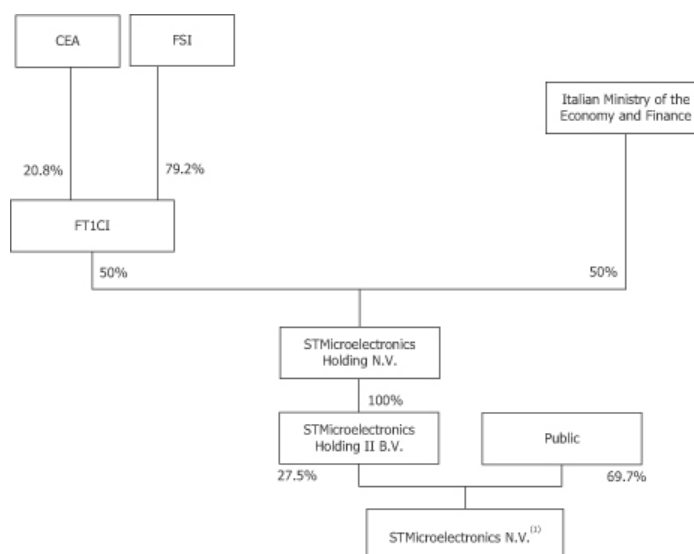 CEA
FSI
Italian Ministry of the
Economy and Finance
20.8%
79.2%
FT1CI
50%
50%
STMicroelectronics
Holding N.V.
100%
STMicroelectronics
Holding II B.V.
Public
27.5%
69.7%
STMicroelectronics N.V.(1)